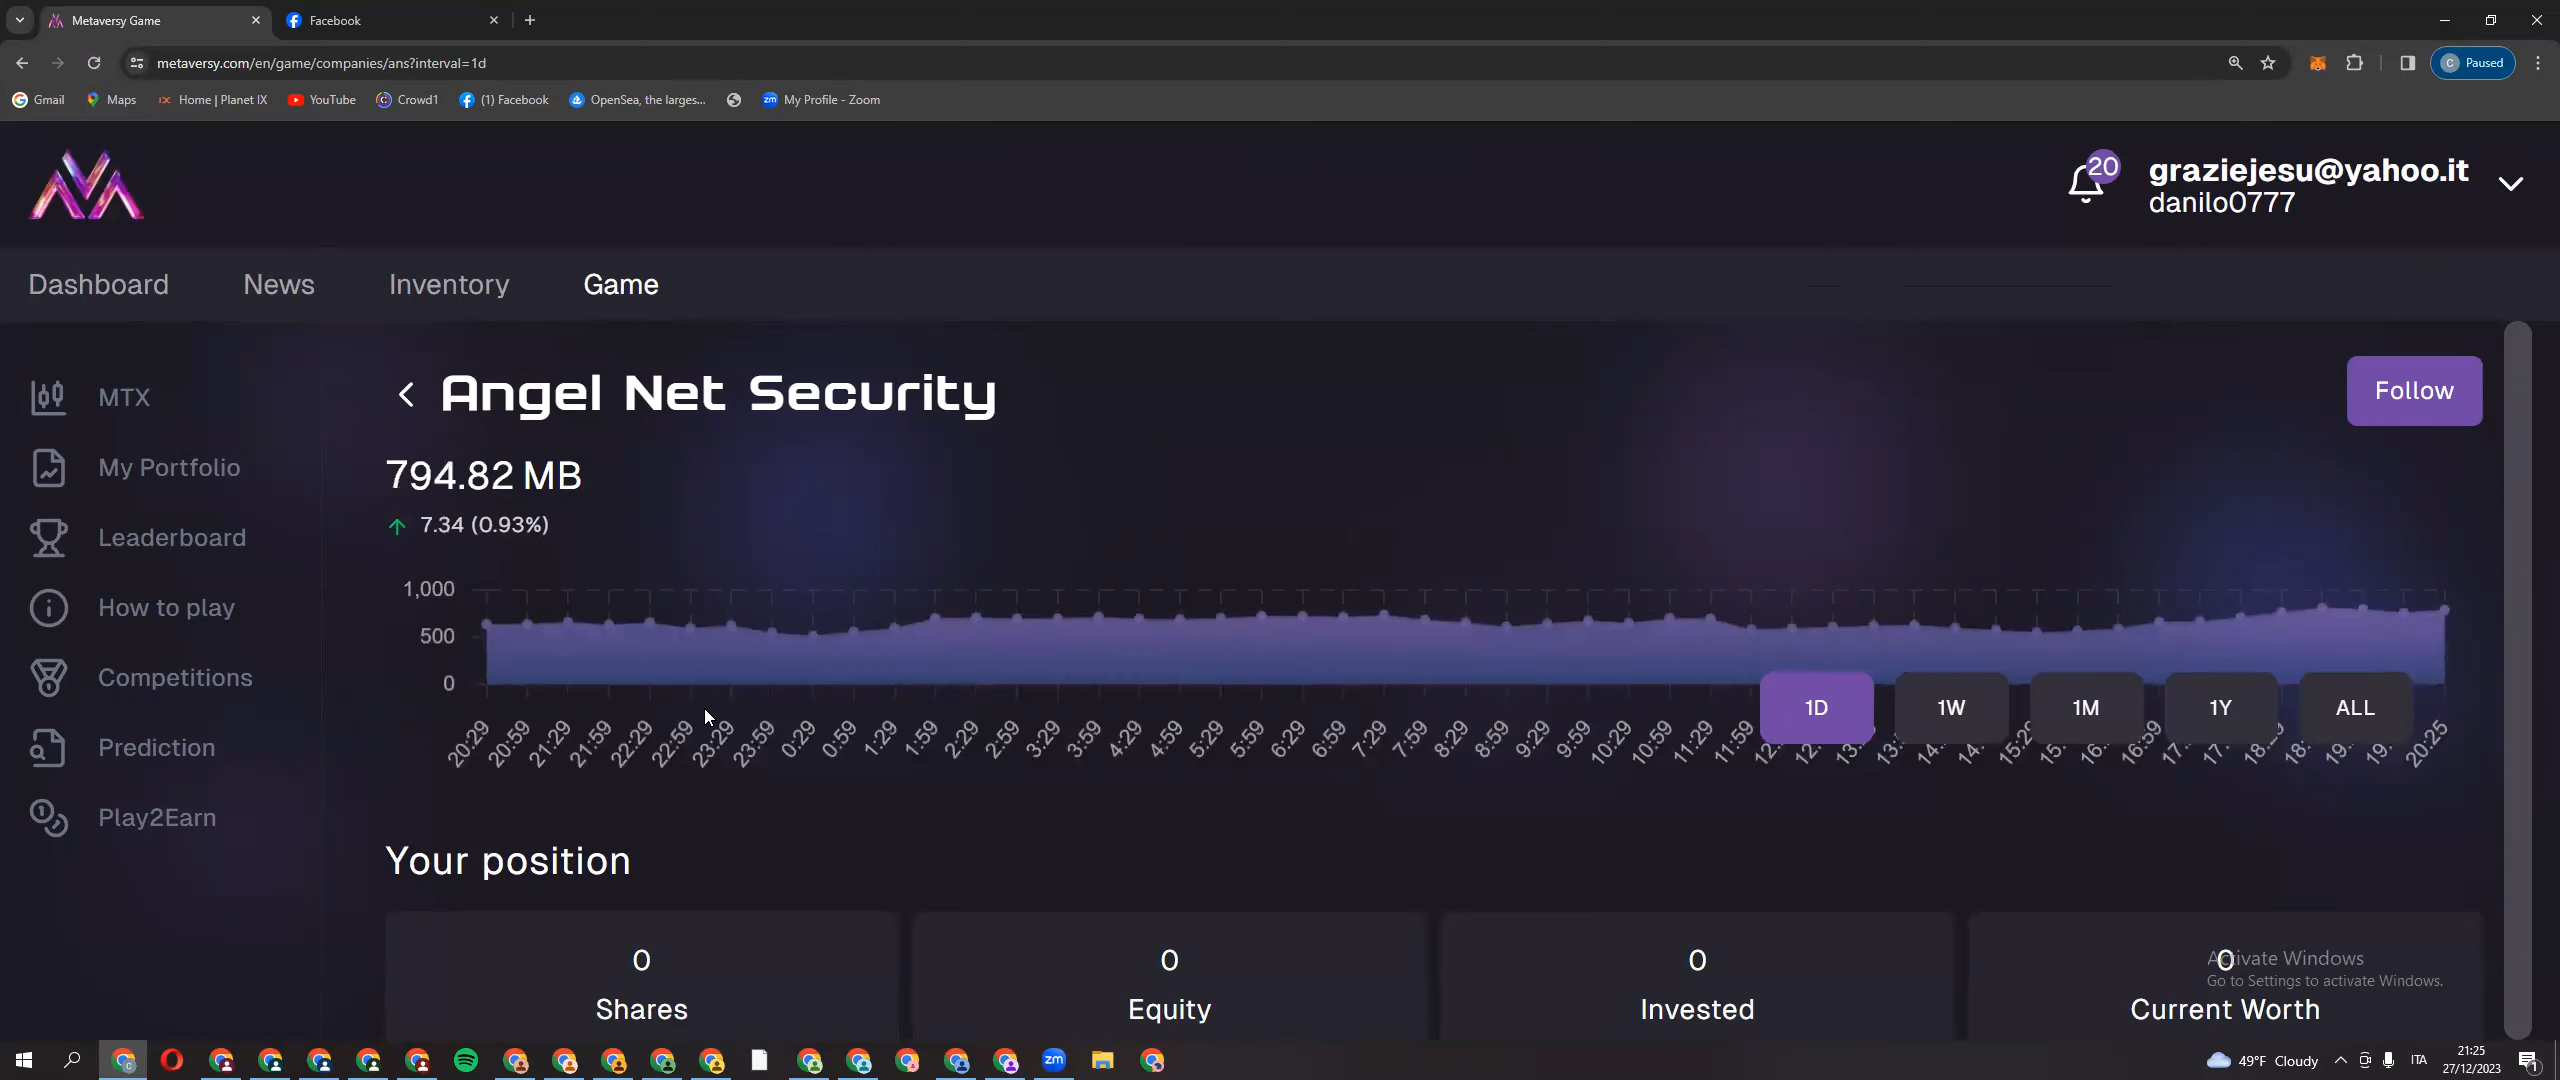 Metaversy Game
Facebook
metaversy.com/en/game/companies/ans?interval=1d
C Paused
Gmail
Maps
Home | Planet IX
YouTube
Crowd1
(1) Facebook
OpenSea, the larges...
zm My Profile - Zoom
20
graziejesu@yahoo.it
danilo0777
Dashboard News Inventory Game
MTX
My Portfolio
Leaderboard
How to play
Competitions
Prediction
Play2Earn
Angel Net Security
Follow
794.82 MB
7.34 (0.93%)
1,000
500
0
20:29 20:59 21:29 21:59 22:29 22:59 23:29 23:59 0:29 0:59 1:29 1:59 2:29 2:59 3:29 3:59 4:29 4:59 5:29 5:59 6:29 6:59 7:29 7:59 8:29 8:59 9:29 9:59 10:29 10:59 11:29 11:59 16:59 20:25
1D 1W 1M 1Y ALL
Your position
0 0 0 0
Shares Equity Invested Current Worth
Activate Windows
Go to Settings to activate Windows.
zm
49°F Cloudy
ITA
21:25
27/12/2023
1